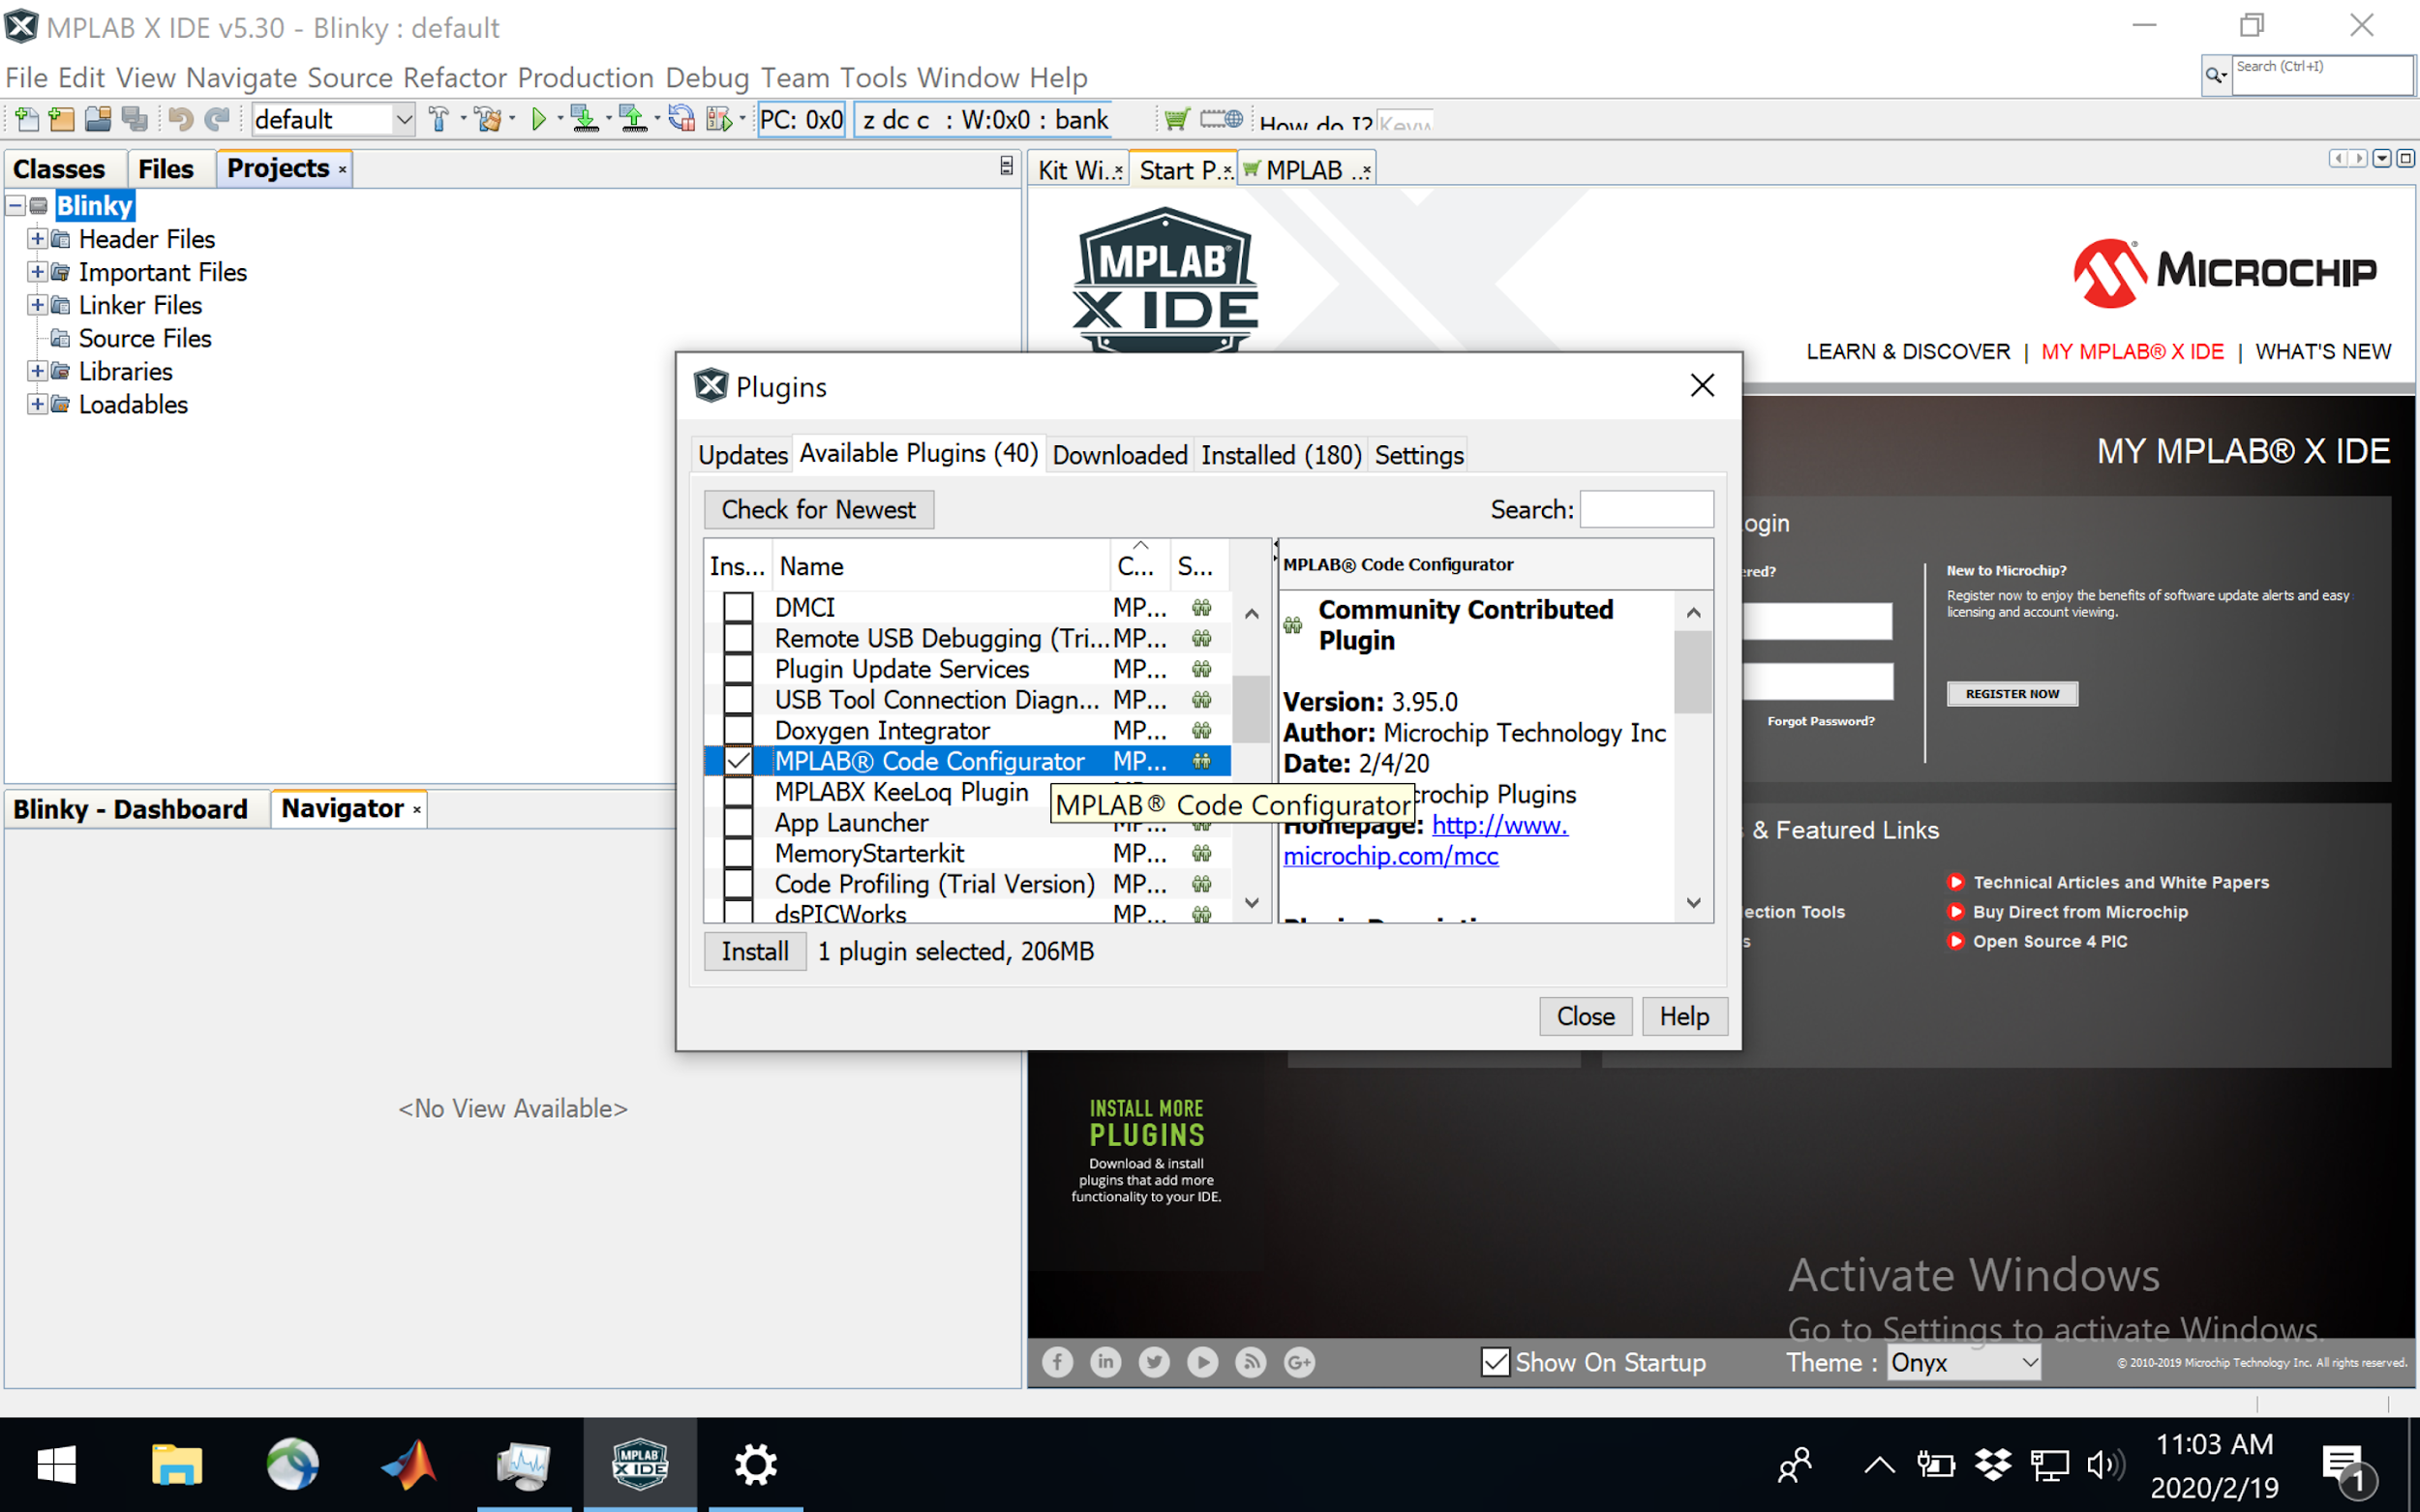 MPLAB X IDE v5.30 - Blinky : default
File Edit View Navigate Source Refactor Production Debug Team Tools Window Help
Search (Ctrl+I)
default
PC: 0x0
z dc c : W:0x0 : bank
How do I?
Classes
Files
Projects
Blinky
Header Files
Important Files
Linker Files
Source Files
Libraries
Loadables
Blinky - Dashboard
Navigator
<No View Available>
Kit Wi...
Start P...
MPLAB ...
MPLAB®
X IDE
MICROCHIP
LEARN & DISCOVER | MY MPLAB® X IDE | WHAT'S NEW
MY MPLAB® X IDE
ogin
ered?
Forgot Password?
New to Microchip?
Register now to enjoy the benefits of software update alerts and easy
licensing and account viewing.
REGISTER NOW
& Featured Links
lection Tools
s
Technical Articles and White Papers
Buy Direct from Microchip
Open Source 4 PIC
Plugins
Updates
Available Plugins (40)
Downloaded
Installed (180)
Settings
Check for Newest
Search:
Ins... Name C... S...
DMCI MP...
Remote USB Debugging (Tri... MP...
Plugin Update Services MP...
USB Tool Connection Diagn... MP...
Doxygen Integrator MP...
MPLAB® Code Configurator MP...
MPLABX KeeLoq Plugin
App Launcher MP...
MemoryStarterkit MP...
Code Profiling (Trial Version) MP...
dsPICWorks MP...
MPLAB® Code Configurator
MPLAB® Code Configurator
Community Contributed
Plugin
Version: 3.95.0
Author: Microchip Technology Inc
Date: 2/4/20
crochip Plugins
Homepage: http://www.
microchip.com/mcc
Install
1 plugin selected, 206MB
Close
Help
INSTALL MORE
PLUGINS
Download & install
plugins that add more
functionality to your IDE.
Activate Windows
Go to Settings to activate Windows.
Show On Startup
Theme : Onyx
© 2010-2019 Microchip Technology Inc. All rights reserved.
MPLAB
X IDE
11:03 AM
2020/2/19
1